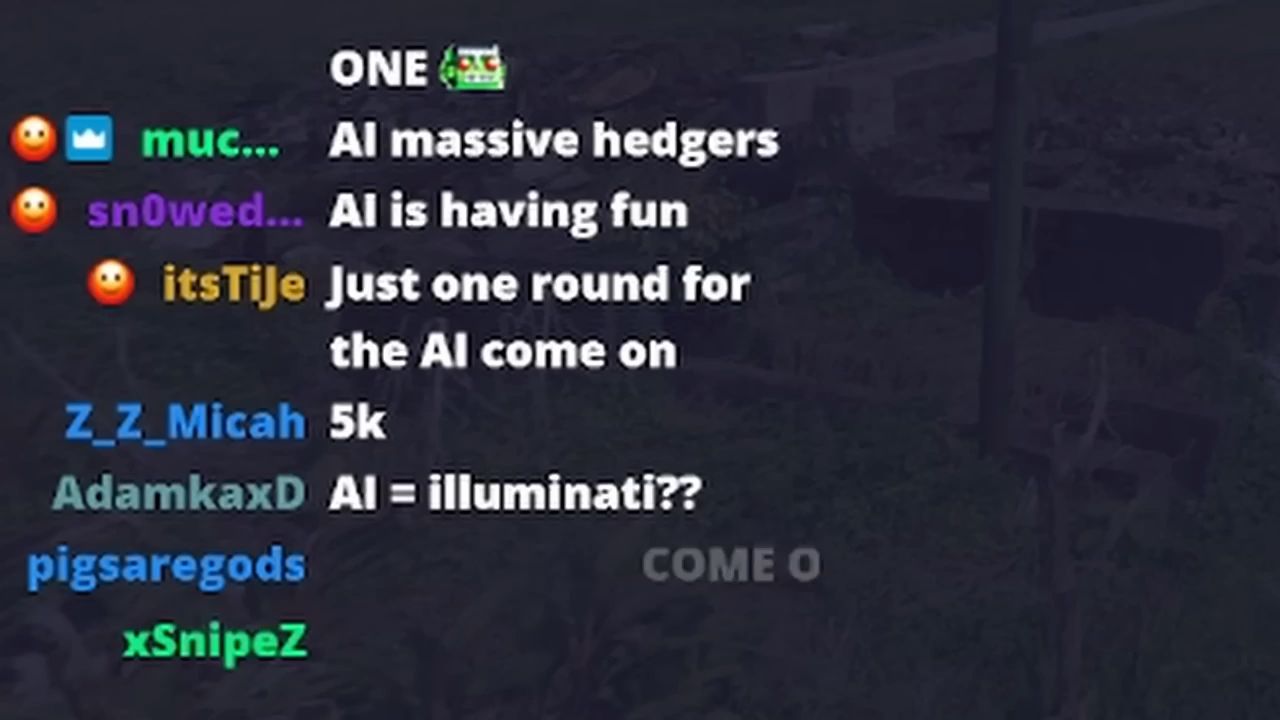 ONE
muc... AI massive hedgers
sn0wed... AI is having fun
itsTiJe Just one round for
the AI come on
Z_Z_Micah 5k
AdamkaxD AI = illuminati??
pigsaregods COME O
xSnipeZ